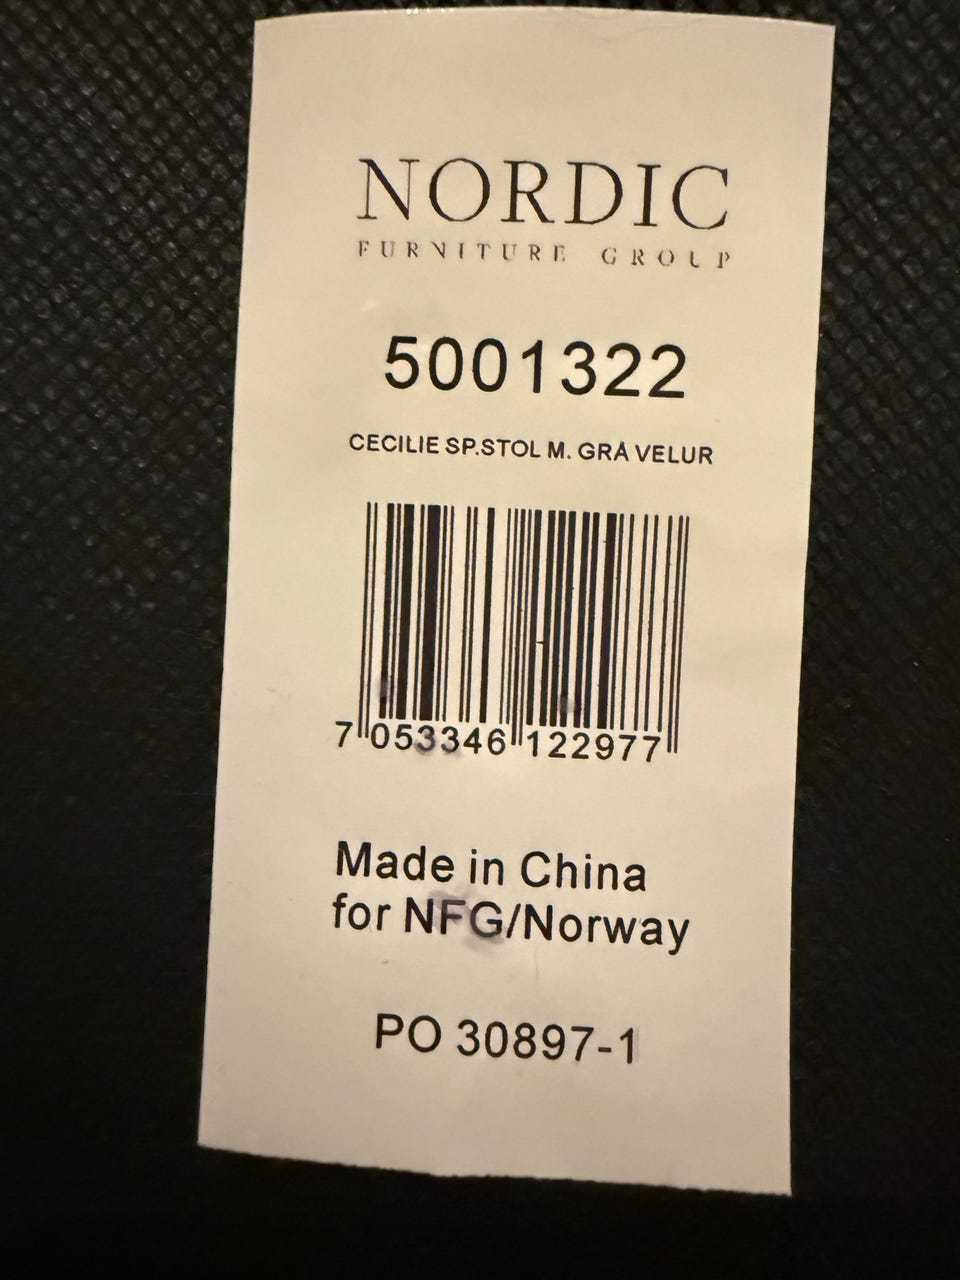 NORDIC
FURNITURE GROUP
5001322
CECILIE SP.STOL M. GRÅ VELUR
7 053346 122977
Made in China
for NFG/Norway
PO 30897-1